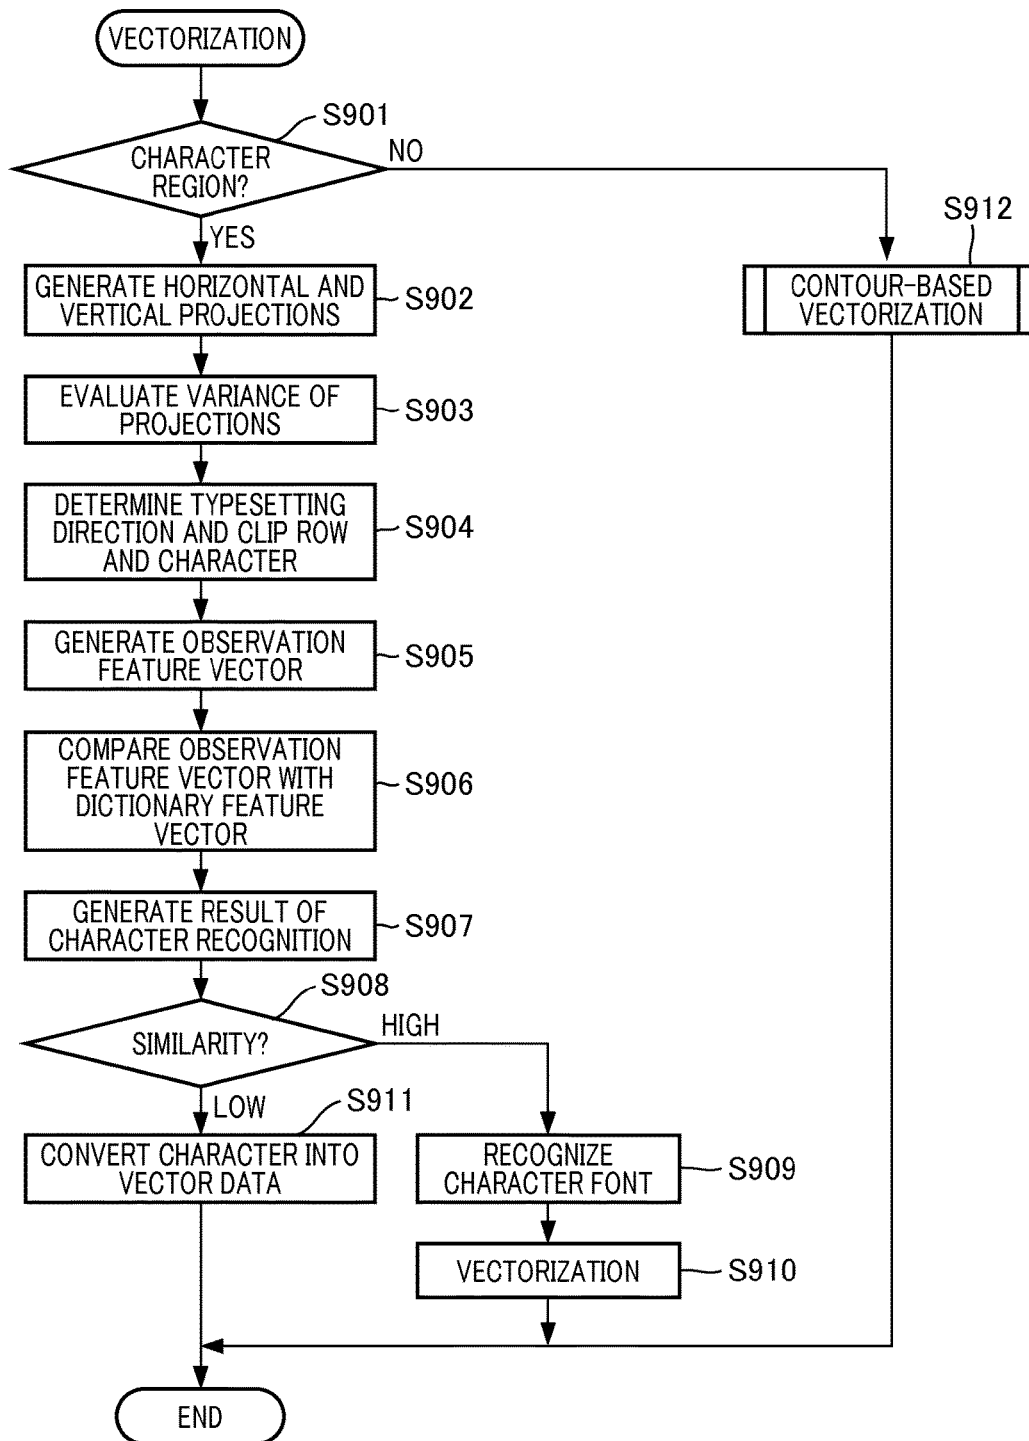 VECTORIZATION
S901
CHARACTER
REGION?
NO
YES
S912
GENERATE HORIZONTAL AND
VERTICAL PROJECTIONS
S902
CONTOUR-BASED
VECTORIZATION
EVALUATE VARIANCE OF
PROJECTIONS
S903
DETERMINE TYPESETTING
DIRECTION AND CLIP ROW
AND CHARACTER
S904
GENERATE OBSERVATION
FEATURE VECTOR
S905
COMPARE OBSERVATION
FEATURE VECTOR WITH
DICTIONARY FEATURE
VECTOR
S906
GENERATE RESULT OF
CHARACTER RECOGNITION
S907
S908
SIMILARITY?
HIGH
LOW
S911
CONVERT CHARACTER INTO
VECTOR DATA
RECOGNIZE
CHARACTER FONT
S909
VECTORIZATION
S910
END